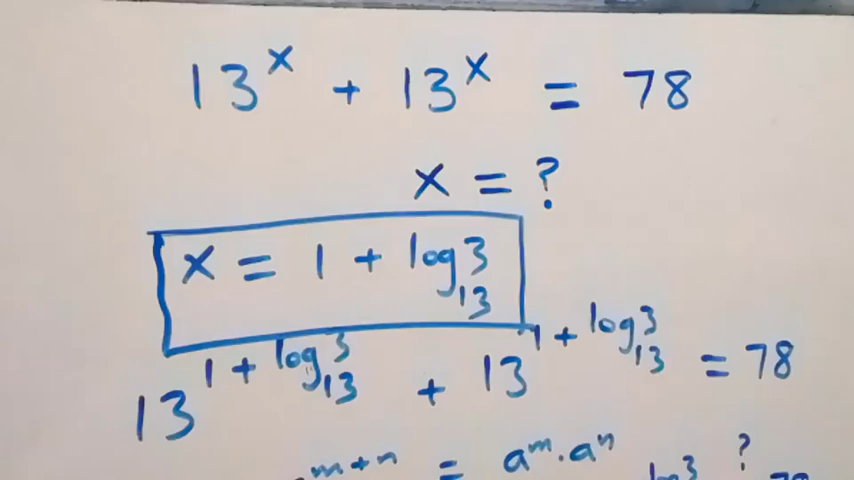 13^x + 13^x = 78
x = ?
x = 1 + log_13 3
13^(1 + log_13 3) + 13^(1 + log_13 3) = 78
a^m+n = a^m . a^n